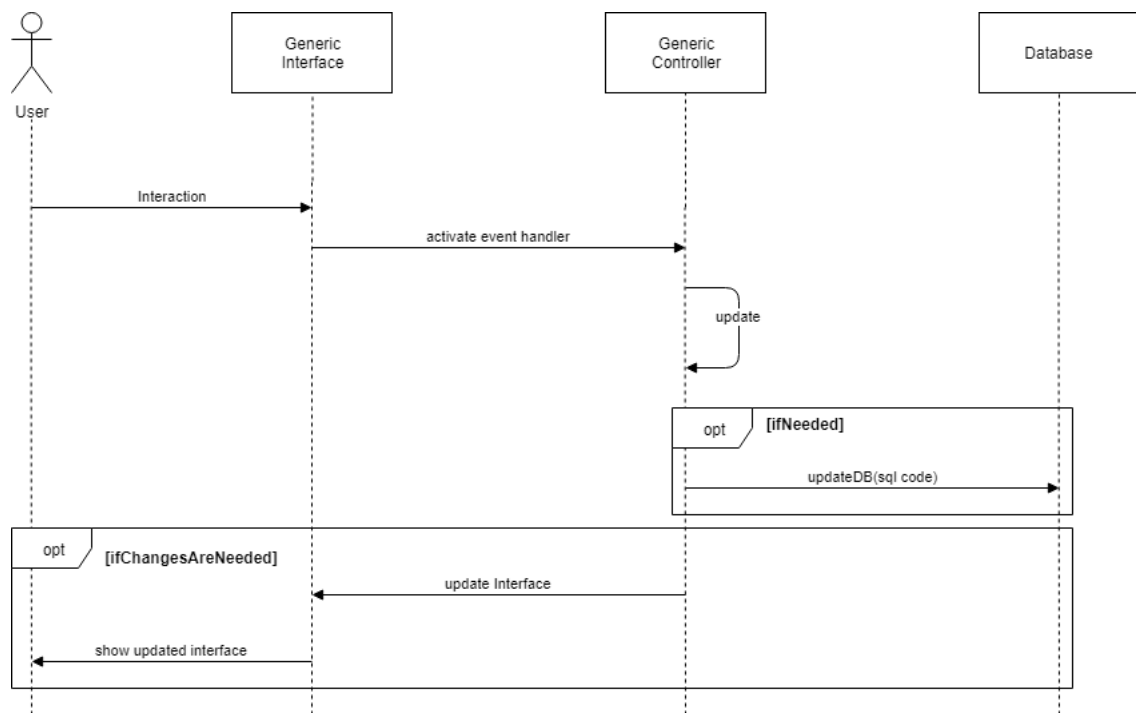 Generic
Interface
Generic
Controller
Database
User
Interaction
activate event handler
update
opt
[ifNeeded]
updateDB(sql code)
opt
[ifChangesAreNeeded]
update Interface
show updated interface